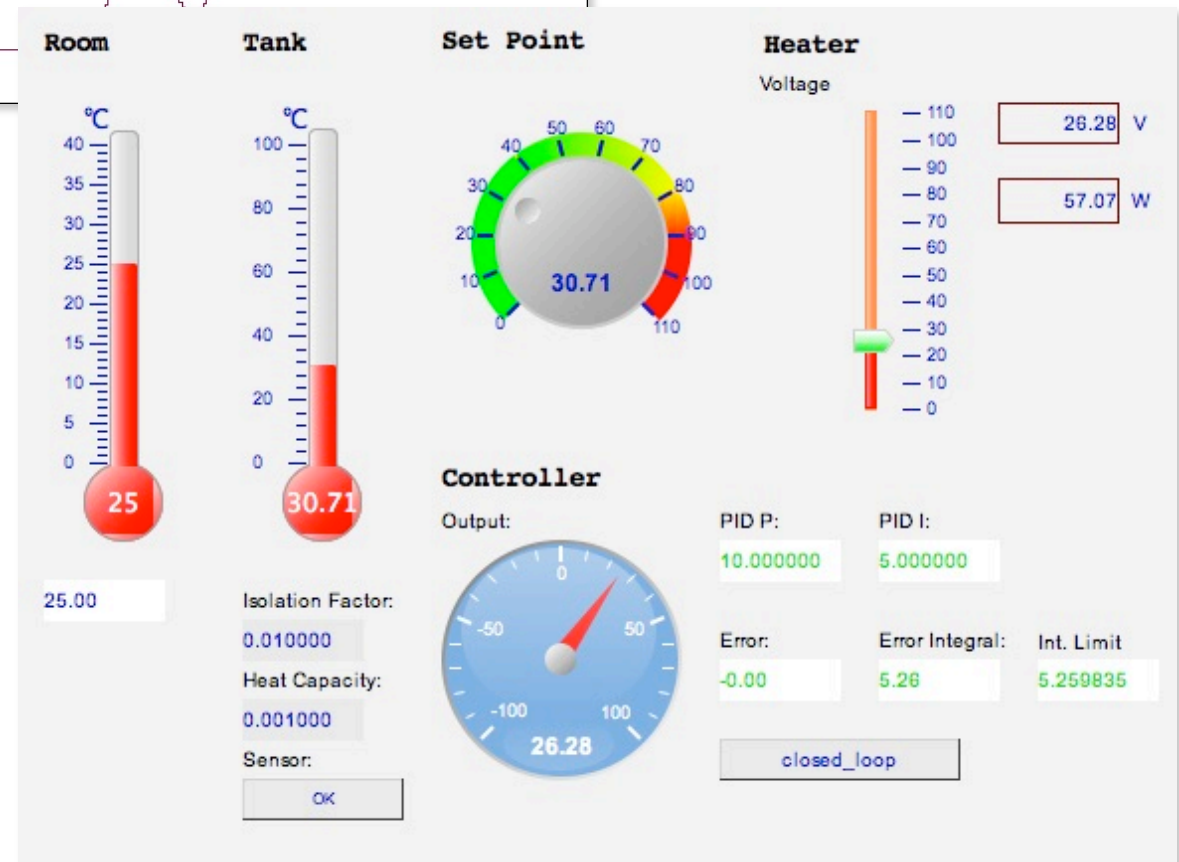 Room
Tank
Set Point
Heater
Voltage
°C
40
35
30
25
20
15
10
5
0
25
25.00
°C
100
80
60
40
20
0
30.71
Isolation Factor:
0.010000
Heat Capacity:
0.001000
Sensor:
OK
0
10
20
30
40
50
60
70
80
90
100
110
30.71
110
100
90
80
70
60
50
40
30
20
10
0
26.28 V
57.07 W
Controller
Output:
-100
-50
0
50
100
26.28
PID P:
10.000000
PID I:
5.000000
Error:
-0.00
Error Integral:
5.26
Int. Limit
5.259835
closed_loop